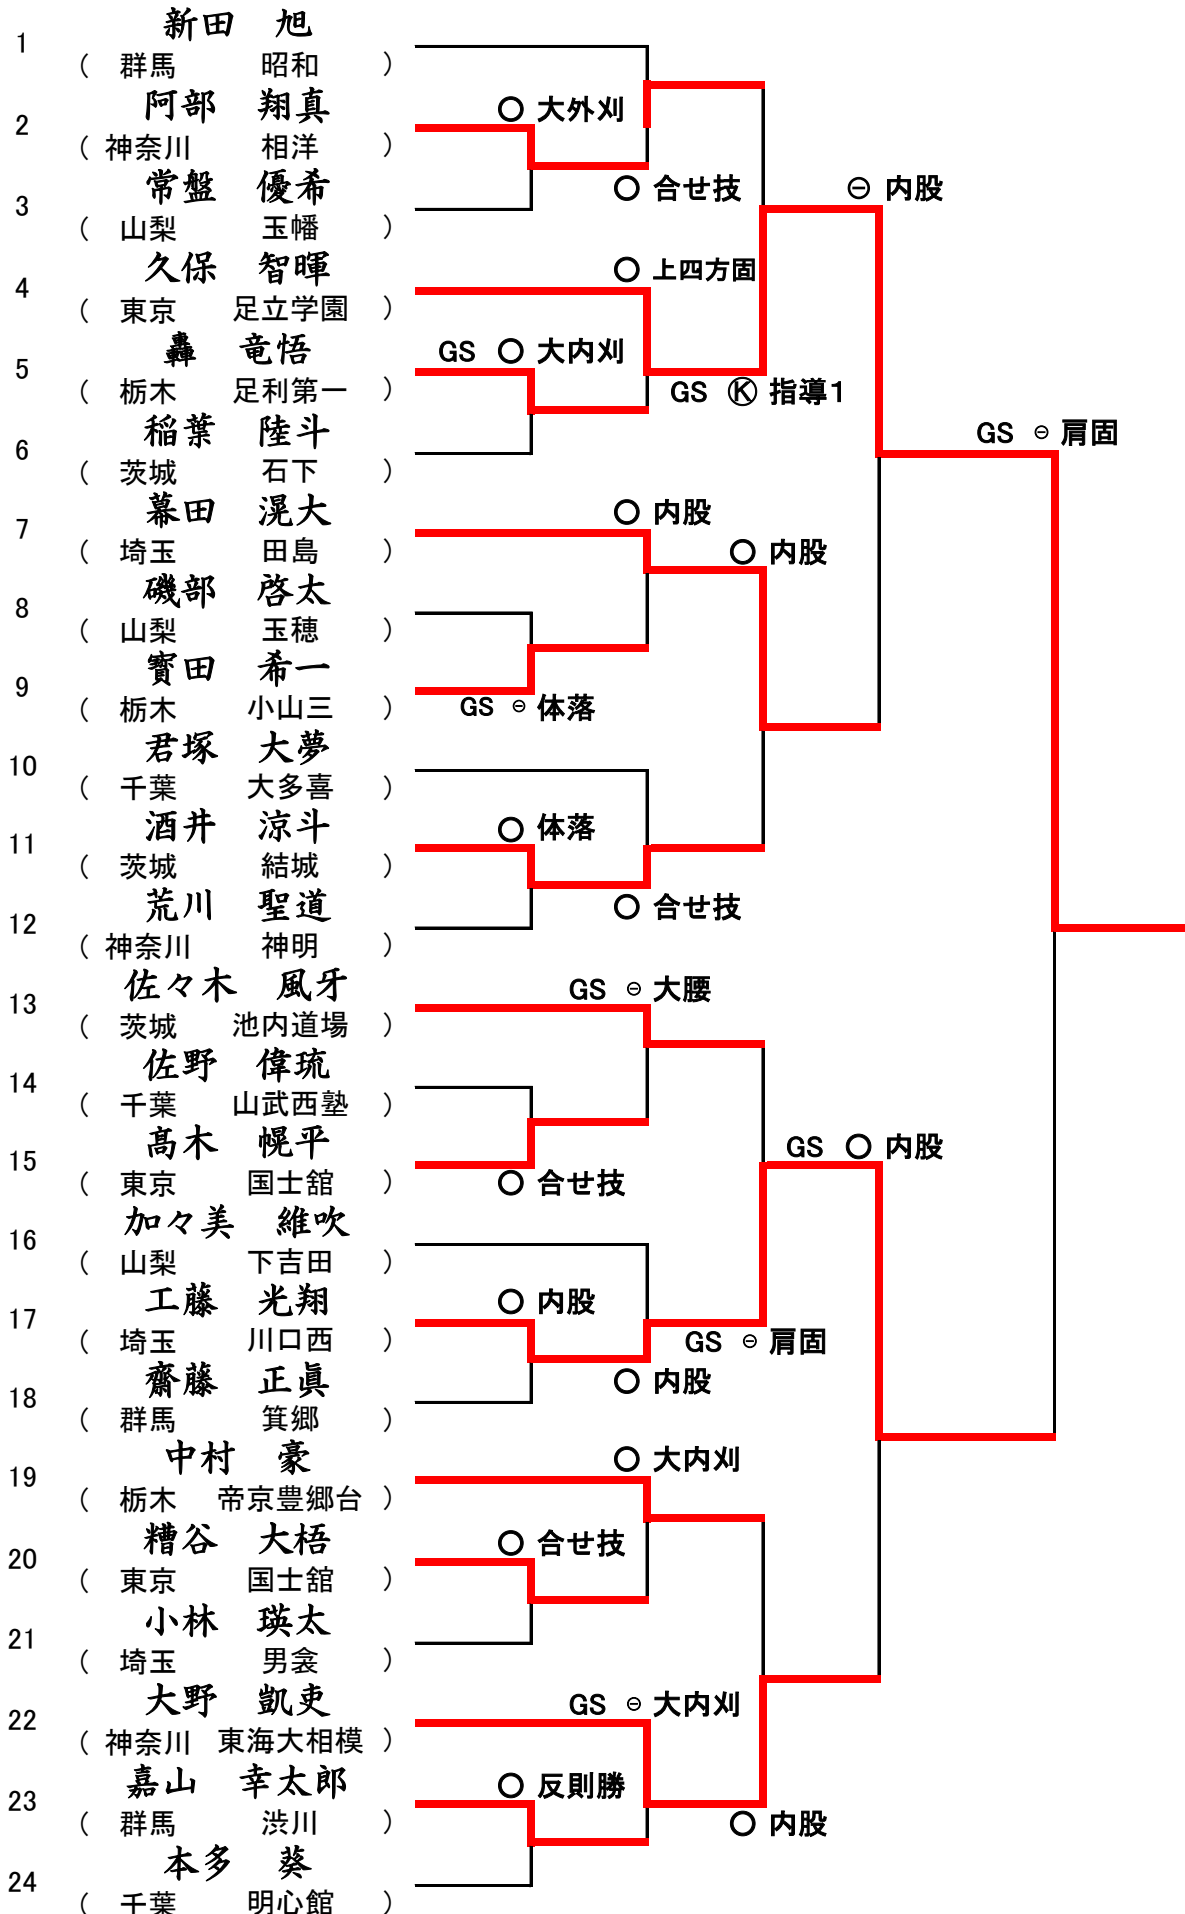 新田 旭
1
( 群馬 昭和 )
阿部 翔真
○ 大外刈
2
( 神奈川 相洋 )
常盤 優希
○ 合せ技
⊖ 内股
3
( 山梨 玉幡 )
久保 智暉
○ 上四方固
4
( 東京 足立学園 )
轟 竜悟
GS ○ 大内刈
5
( 栃木 足利第一 )
GS Ⓚ 指導1
稲葉 陸斗
GS ⊖ 肩固
6
( 茨城 石下 )
幕田 滉大
○ 内股
7
( 埼玉 田島 )
○ 内股
磯部 啓太
8
( 山梨 玉穂 )
寳田 希一
9
( 栃木 小山三 )
GS ⊖ 体落
君塚 大夢
10
( 千葉 大多喜 )
酒井 涼斗
○ 体落
11
( 茨城 結城 )
荒川 聖道
○ 合せ技
12
( 神奈川 神明 )
佐々木 風牙
GS ⊖ 大腰
13
( 茨城 池内道場 )
佐野 偉琉
14
( 千葉 山武西塾 )
髙木 幌平
GS ○ 内股
15
( 東京 国士舘 )
○ 合せ技
加々美 維吹
16
( 山梨 下吉田 )
工藤 光翔
○ 内股
17
( 埼玉 川口西 )
GS ⊖ 肩固
齋藤 正眞
○ 内股
18
( 群馬 箕郷 )
中村 豪
○ 大内刈
19
( 栃木 帝京豊郷台 )
糟谷 大梧
○ 合せ技
20
( 東京 国士舘 )
小林 瑛太
21
( 埼玉 男衾 )
大野 凱吏
GS ⊖ 大内刈
22
( 神奈川 東海大相模 )
嘉山 幸太郎
○ 反則勝
23
( 群馬 渋川 )
○ 内股
本多 葵
24
( 千葉 明心館 )